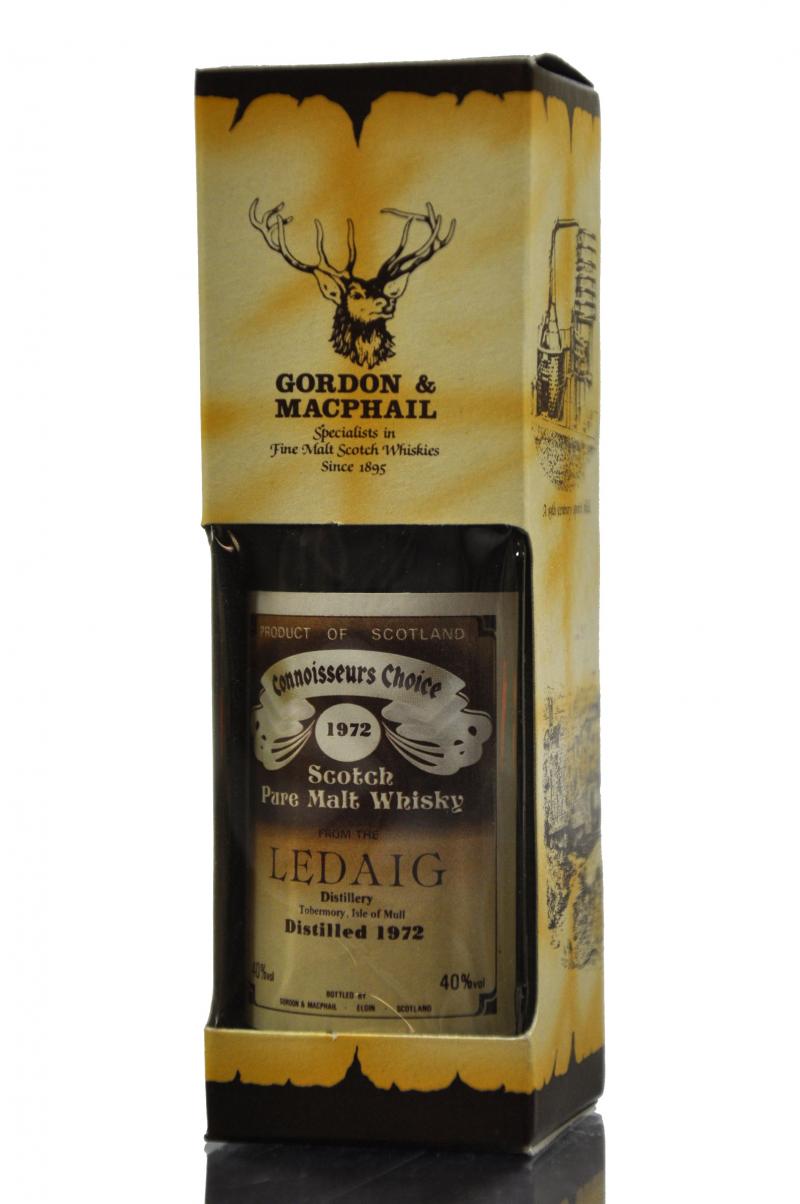 GORDON &
MACPHAIL
Specialists in
Fine Malt Scotch Whiskies
Since 1895
PRODUCT OF SCOTLAND
Connoisseurs Choice
1972
Scotch
Pure Malt Whisky
FROM THE
LEDAIG
Distillery
Tobermory, Isle of Mull
Distilled 1972
40%vol 40%vol
BOTTLED BY
GORDON & MACPHAIL · ELGIN · SCOTLAND
A 19th century